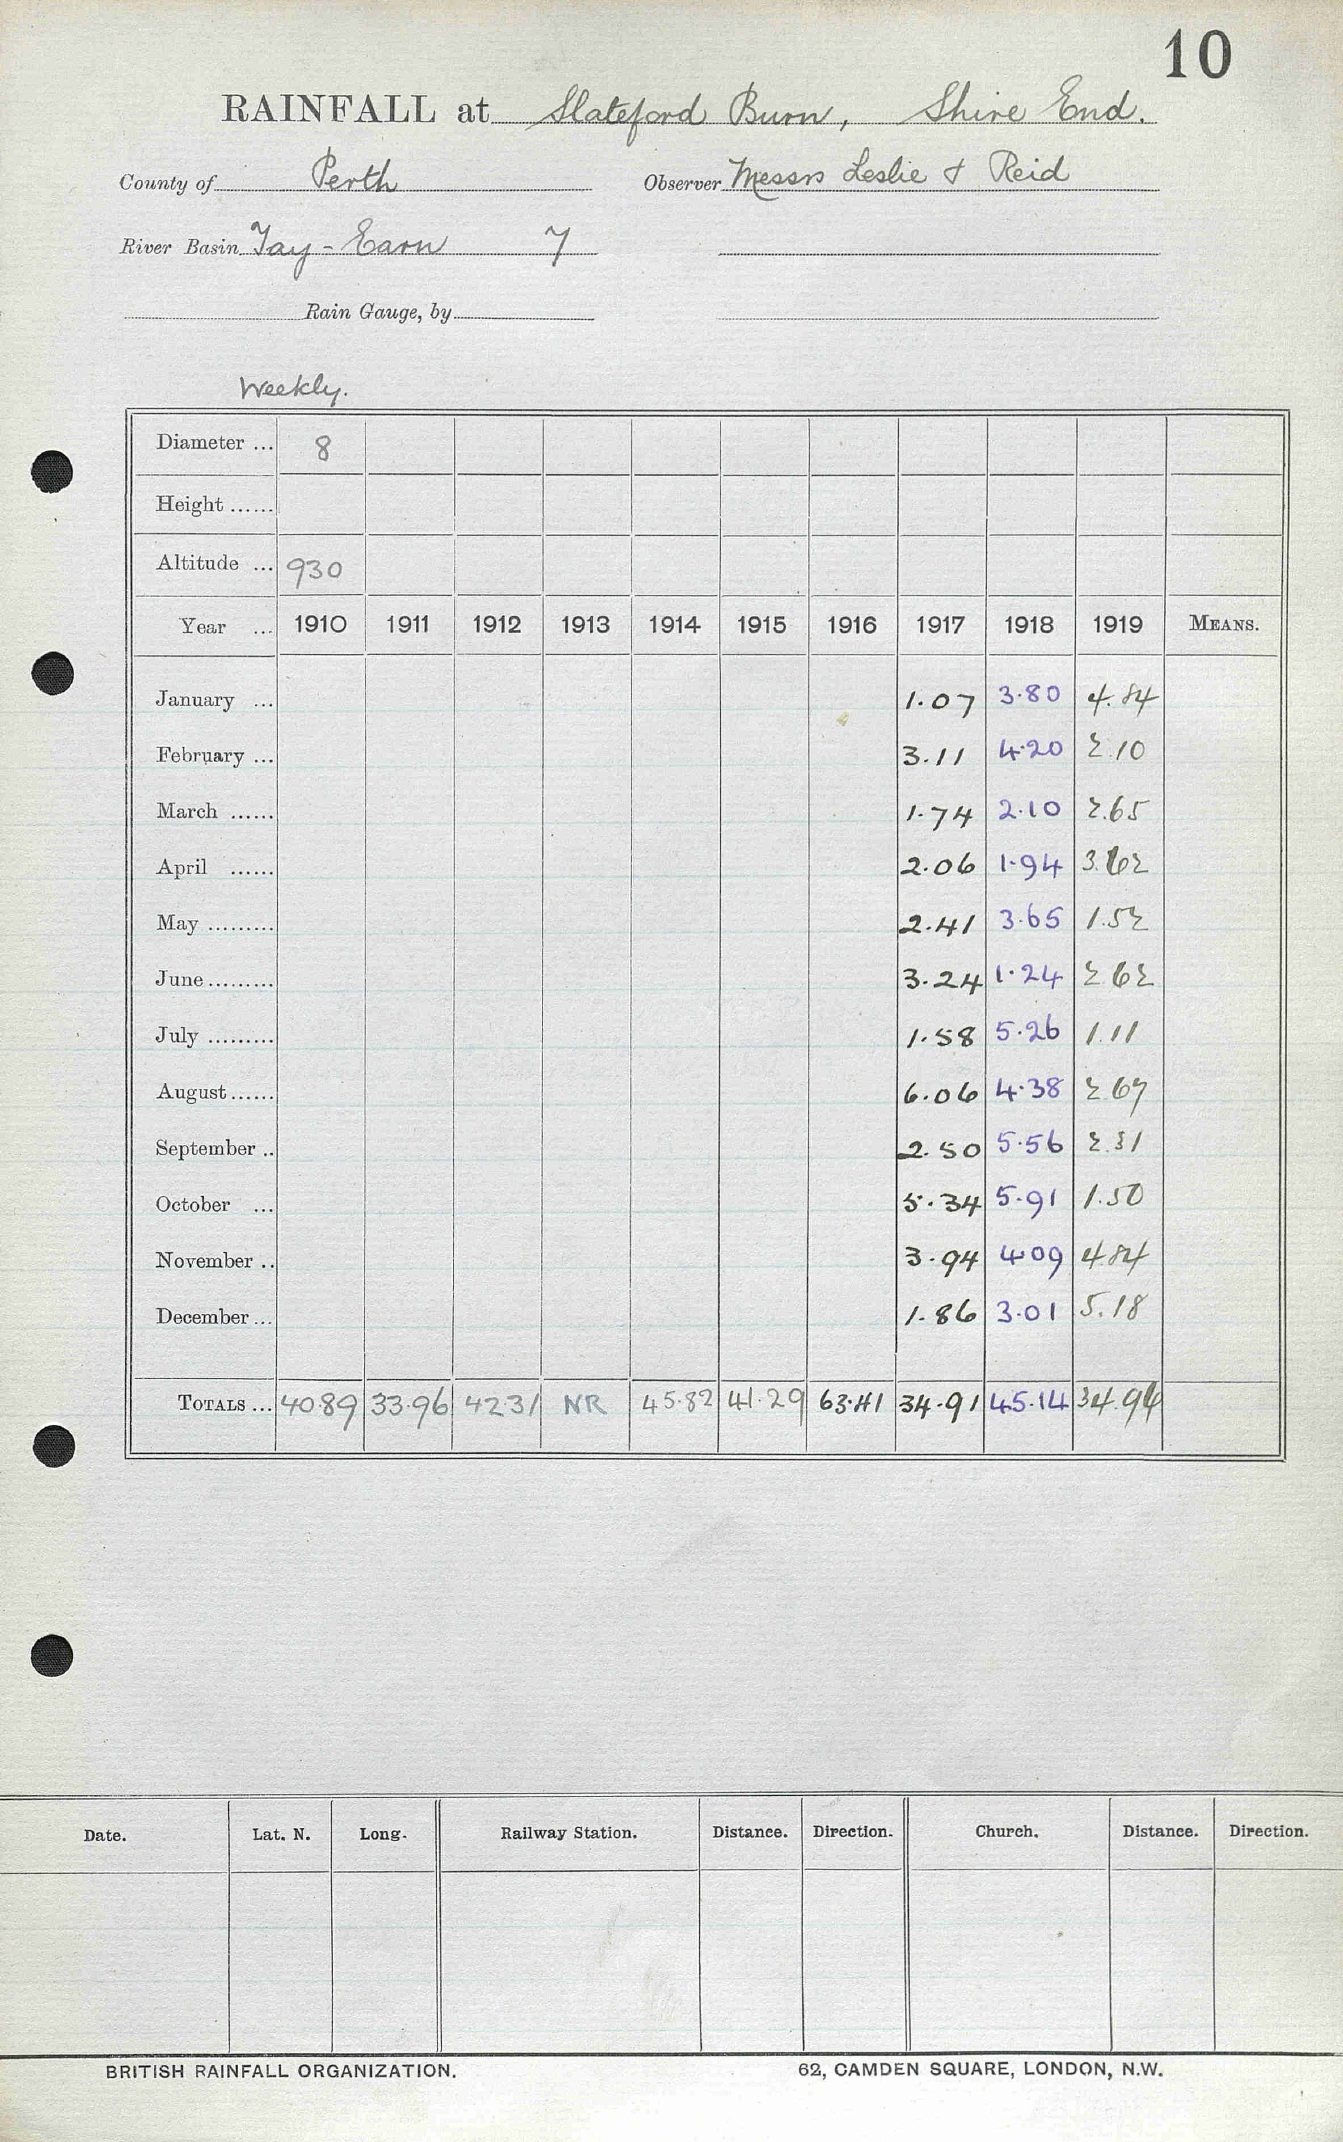 10
RAINFALL at Slateford Burn, Shire End.
County of Perth Observer Messrs Leslie & Reid
River Basin Tay - Earn 7
Rain Gauge, by
Weekly.
Diameter ... 8
Height ......
Altitude ... 930
Year ... 1910 1911 1912 1913 1914 1915 1916 1917 1918 1919 MEANS.
January ... 1.07 3.80 4.84
February ... 3.11 4.20 2.10
March ...... 1.74 2.10 2.65
April ...... 2.06 1.94 3.62
May ......... 2.41 3.65 1.52
June ......... 3.24 1.24 2.62
July ......... 1.58 5.26 1.11
August ...... 6.06 4.38 2.67
September .. 2.50 5.56 2.31
October ... 5.34 5.91 1.50
November .. 3.94 4.09 4.84
December ... 1.86 3.01 5.18
TOTALS ... 40.89 33.96 42.31 NR 45.82 41.29 63.41 34.91 45.14 34.96
Date. Lat. N. Long. Railway Station. Distance. Direction. Church. Distance. Direction.
BRITISH RAINFALL ORGANIZATION. 62, CAMDEN SQUARE, LONDON, N.W.